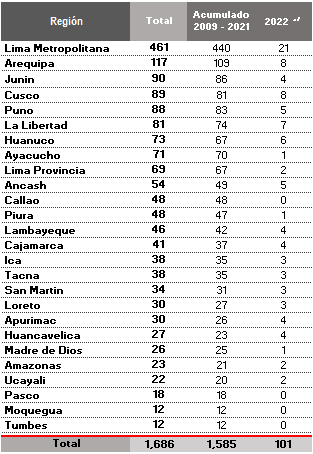 Región Total Acumulado 2009 - 2021 2022 -/
Lima Metropolitana 461 440 21
Arequipa 117 109 8
Junin 90 86 4
Cusco 89 81 8
Puno 88 83 5
La Libertad 81 74 7
Huanuco 73 67 6
Ayacucho 71 70 1
Lima Provincia 69 67 2
Ancash 54 49 5
Callao 48 48 0
Piura 48 47 1
Lambayeque 46 42 4
Cajamarca 41 37 4
Ica 38 35 3
Tacna 38 35 3
San Martin 34 31 3
Loreto 30 27 3
Apurimac 30 26 4
Huancavelica 27 23 4
Madre de Dios 26 25 1
Amazonas 23 21 2
Ucayali 22 20 2
Pasco 18 18 0
Moquegua 12 12 0
Tumbes 12 12 0
Total 1,686 1,585 101